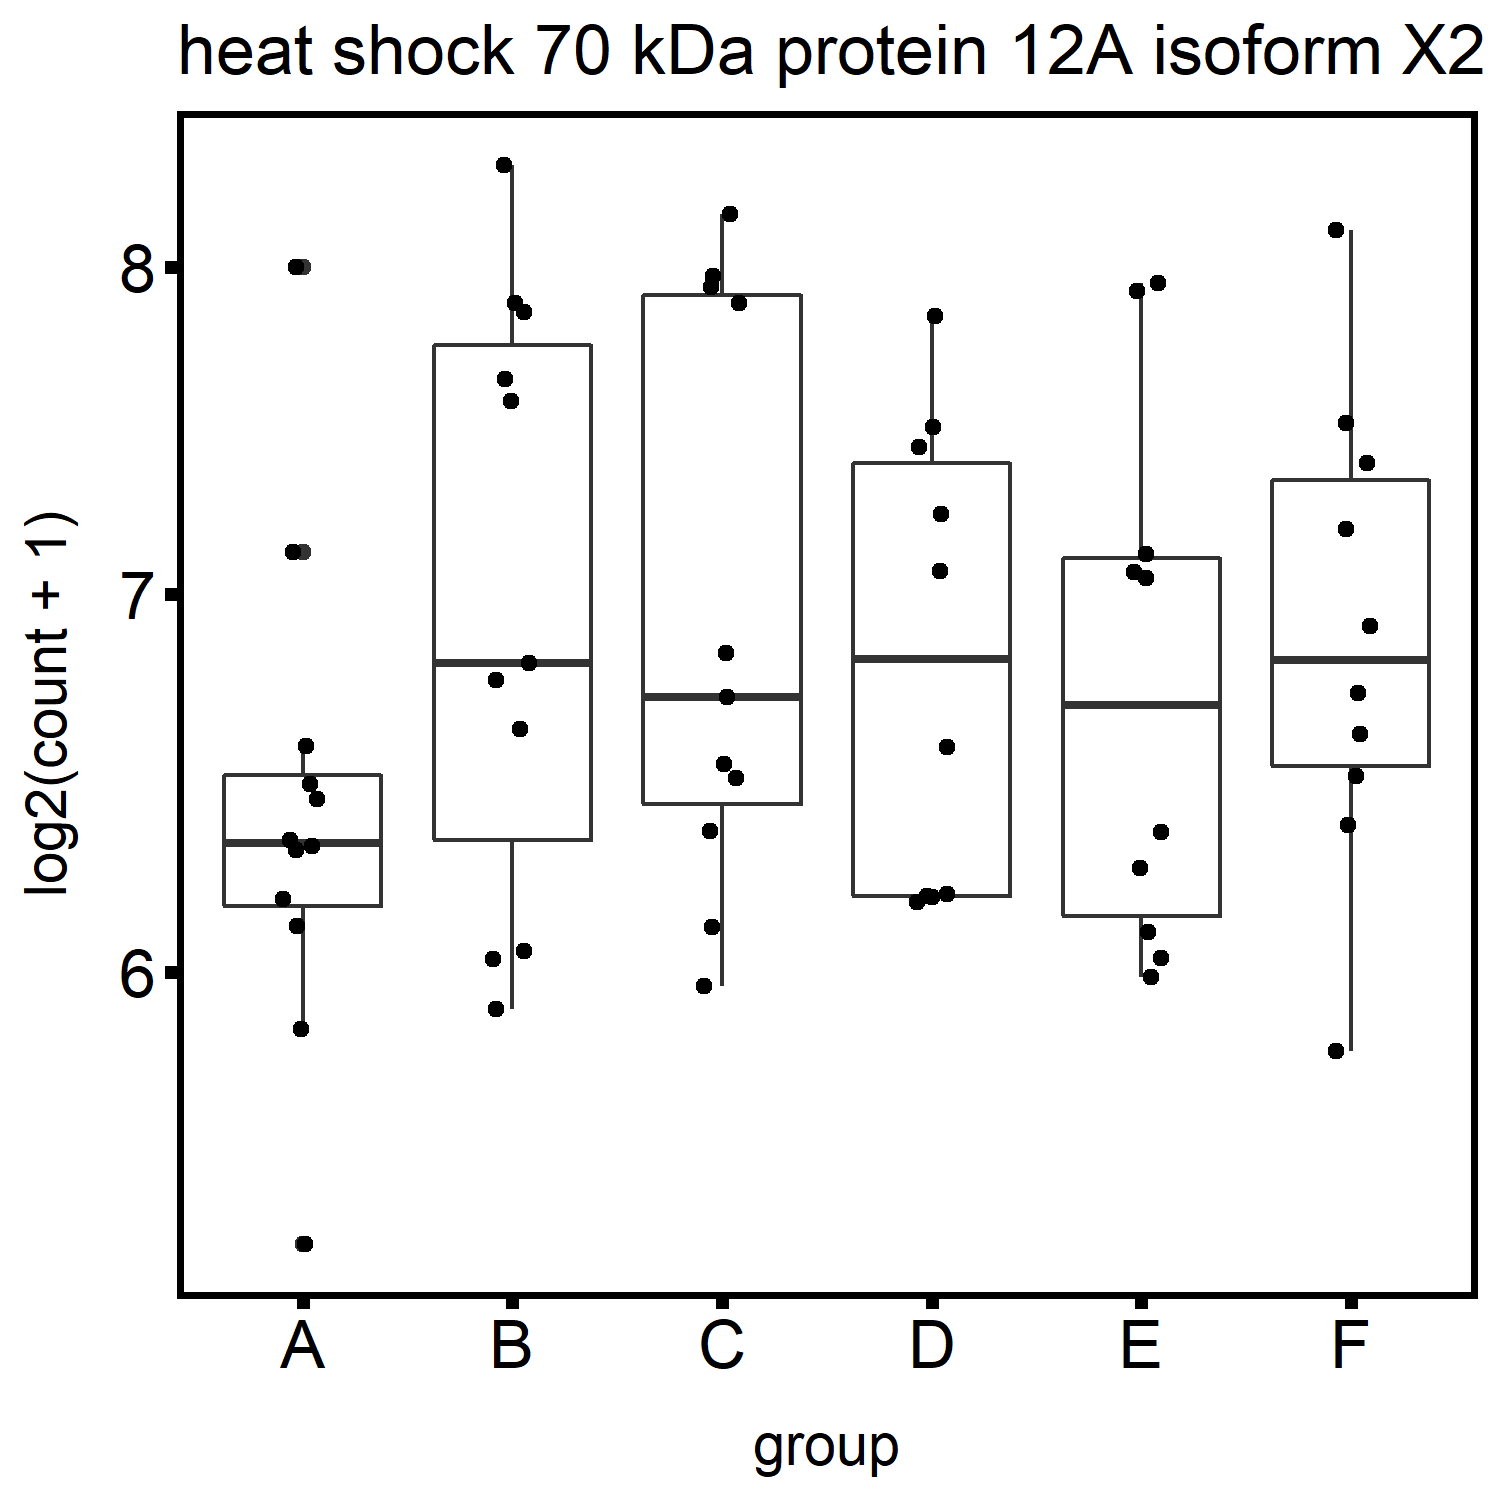 heat shock 70 kDa protein 12A isoform X2
8
7
6
log2(count + 1)
A B C D E F
group